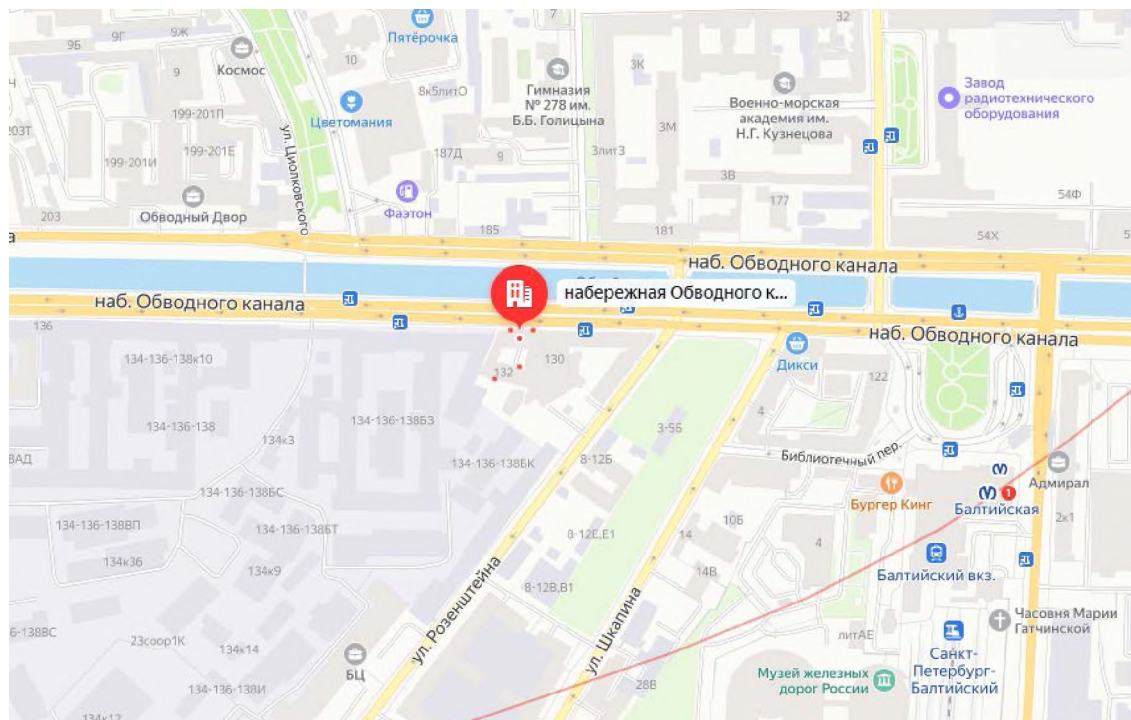 32
7
9Б
9Г
9Ж
Пятёрочка
Космос
10
9
8к5литО
Гимназия
№ 278 им.
Б.Б. Голицына
3К
Военно-морская
академия им.
Н.Г. Кузнецова
Завод
радиотехнического
оборудования
199-201П
Цветомания
203Т
199-201И
199-201Е
ул. Циолковского
187Д
9
3литЗ
3М
3В
Обводный Двор
Фаэтон
177
54Ф
203
185
181
54Х
5
а
наб. Обводного канала
набережная Обводного к...
наб. Обводного канала
наб. Обводного канала
136
134-136-138к10
132
130
Дикси
122
134-136-138
134к3
134-136-138Б3
4
3-5Б
ВАД
134-136-138БК
8-12Б
Библиотечный пер.
134-136-138БС
Бургер Кинг
Балтийская
1
Адмирал
134-136-138ВП
134-136-138БТ
8-12Е,Е1
14
10Б
4
2к1
134к36
134к9
8-12В,В1
14В
Балтийский вкз.
ул. Розенштейна
ул. Шкапина
6-138ВС
23соор1К
134к14
литАЕ
Часовня Марии
Гатчинской
БЦ
134-136-138И
28В
Музей железных
дорог России
Санкт-
Петербург-
Балтийский
134к12